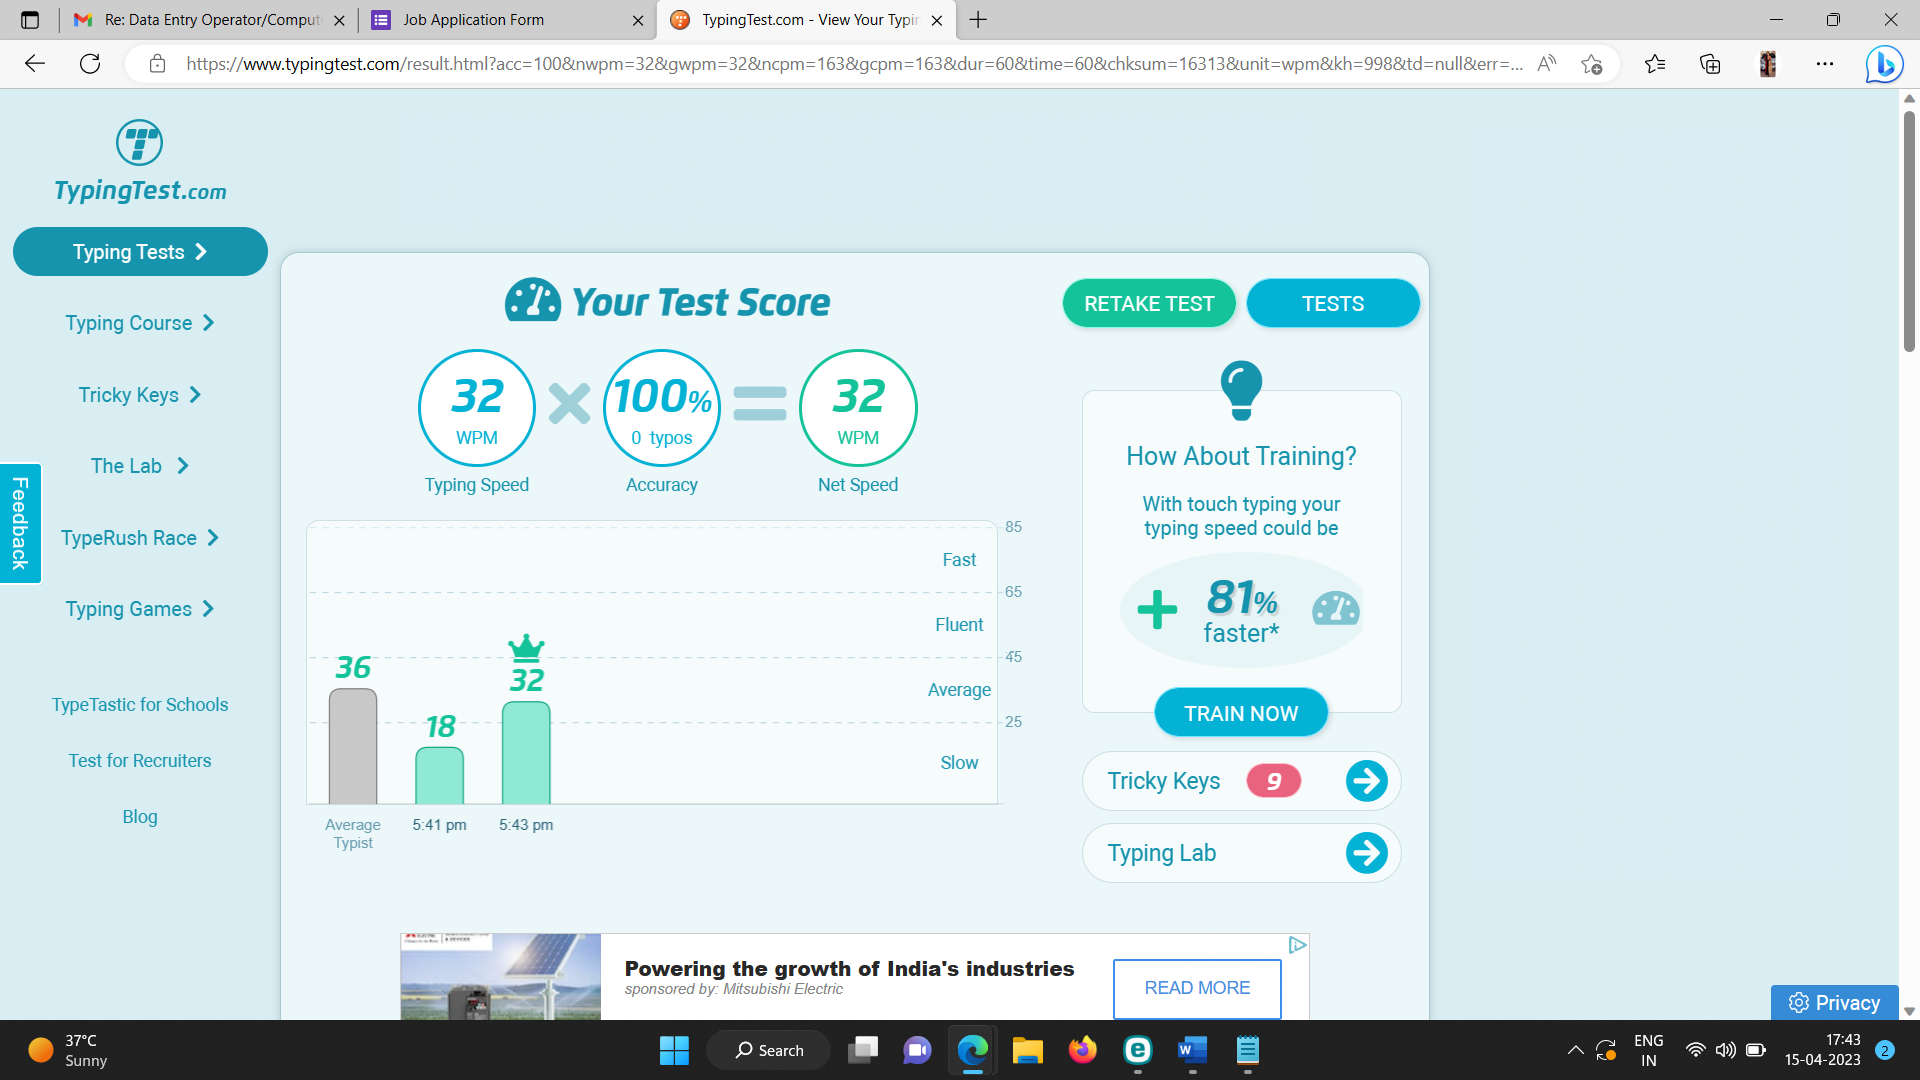 Re: Data Entry Operator/Comput
Job Application Form
TypingTest.com - View Your Typin
https://www.typingtest.com/result.html?acc=100&nwpm=32&gwpm=32&ncpm=163&gcpm=163&dur=60&time=60&chksum=16313&unit=wpm&kh=998&td=null&err=...
TypingTest.com
Typing Tests
Typing Course
Tricky Keys
The Lab
TypeRush Race
Typing Games
TypeTastic for Schools
Test for Recruiters
Blog
Feedback
Your Test Score
RETAKE TEST
TESTS
32
WPM
Typing Speed
100%
0 typos
Accuracy
32
WPM
Net Speed
85
Fast
65
Fluent
45
Average
25
Slow
36
18
32
Average
Typist
5:41 pm
5:43 pm
How About Training?
With touch typing your
typing speed could be
+ 81%
faster*
TRAIN NOW
Tricky Keys 9
Typing Lab
Powering the growth of India's industries
sponsored by: Mitsubishi Electric
READ MORE
Privacy
37°C
Sunny
Search
ENG
IN
17:43
15-04-2023
2